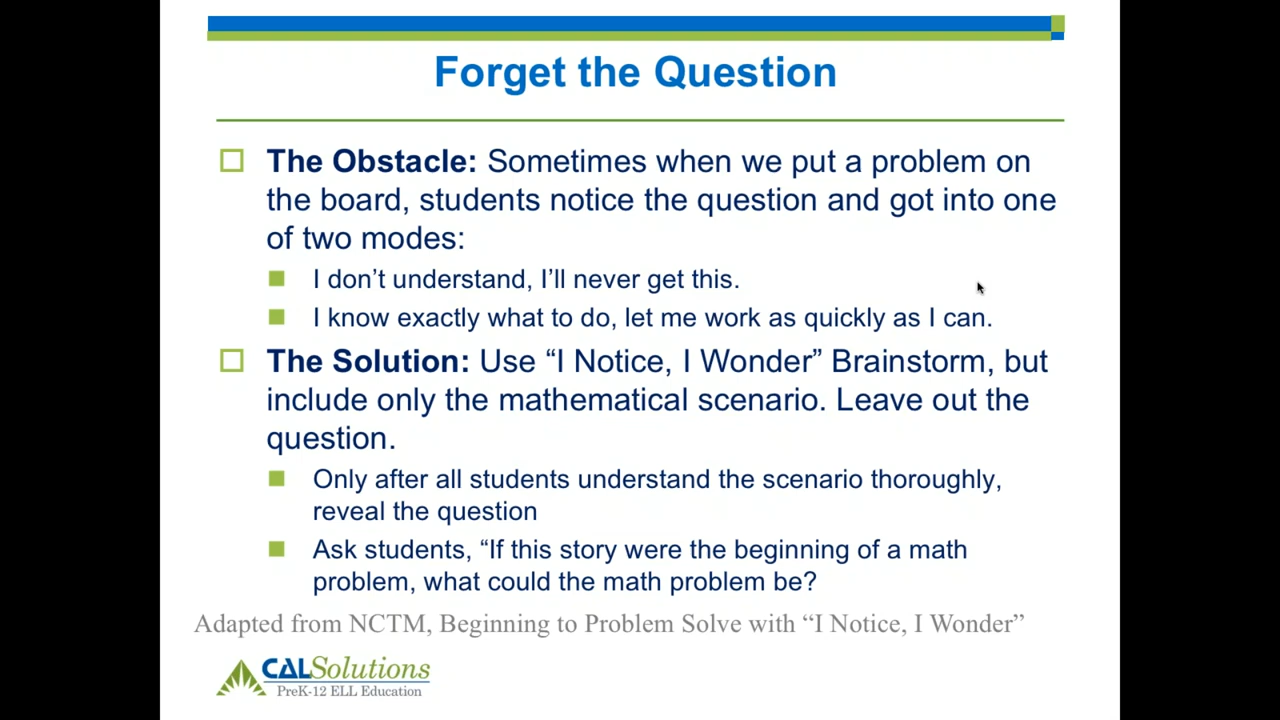 Forget the Question
The Obstacle: Sometimes when we put a problem on
the board, students notice the question and got into one
of two modes:
I don’t understand, I’ll never get this.
I know exactly what to do, let me work as quickly as I can.
The Solution: Use “I Notice, I Wonder” Brainstorm, but
include only the mathematical scenario. Leave out the
question.
Only after all students understand the scenario thoroughly,
reveal the question
Ask students, “If this story were the beginning of a math
problem, what could the math problem be?
Adapted from NCTM, Beginning to Problem Solve with “I Notice, I Wonder”
CALSolutions
PreK-12 ELL Education